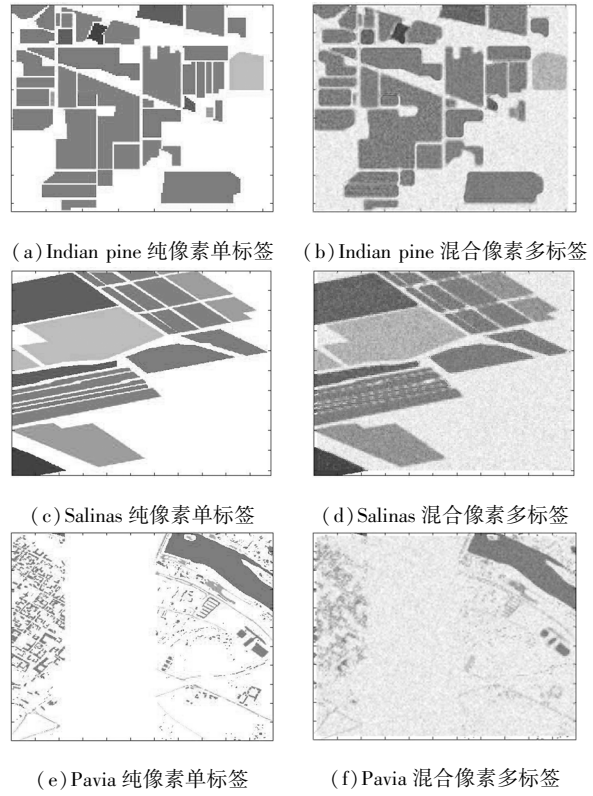 (a)Indian pine 纯像素单标签
(b)Indian pine 混合像素多标签
(c)Salinas 纯像素单标签
(d)Salinas 混合像素多标签
(e)Pavia 纯像素单标签
(f)Pavia 混合像素多标签